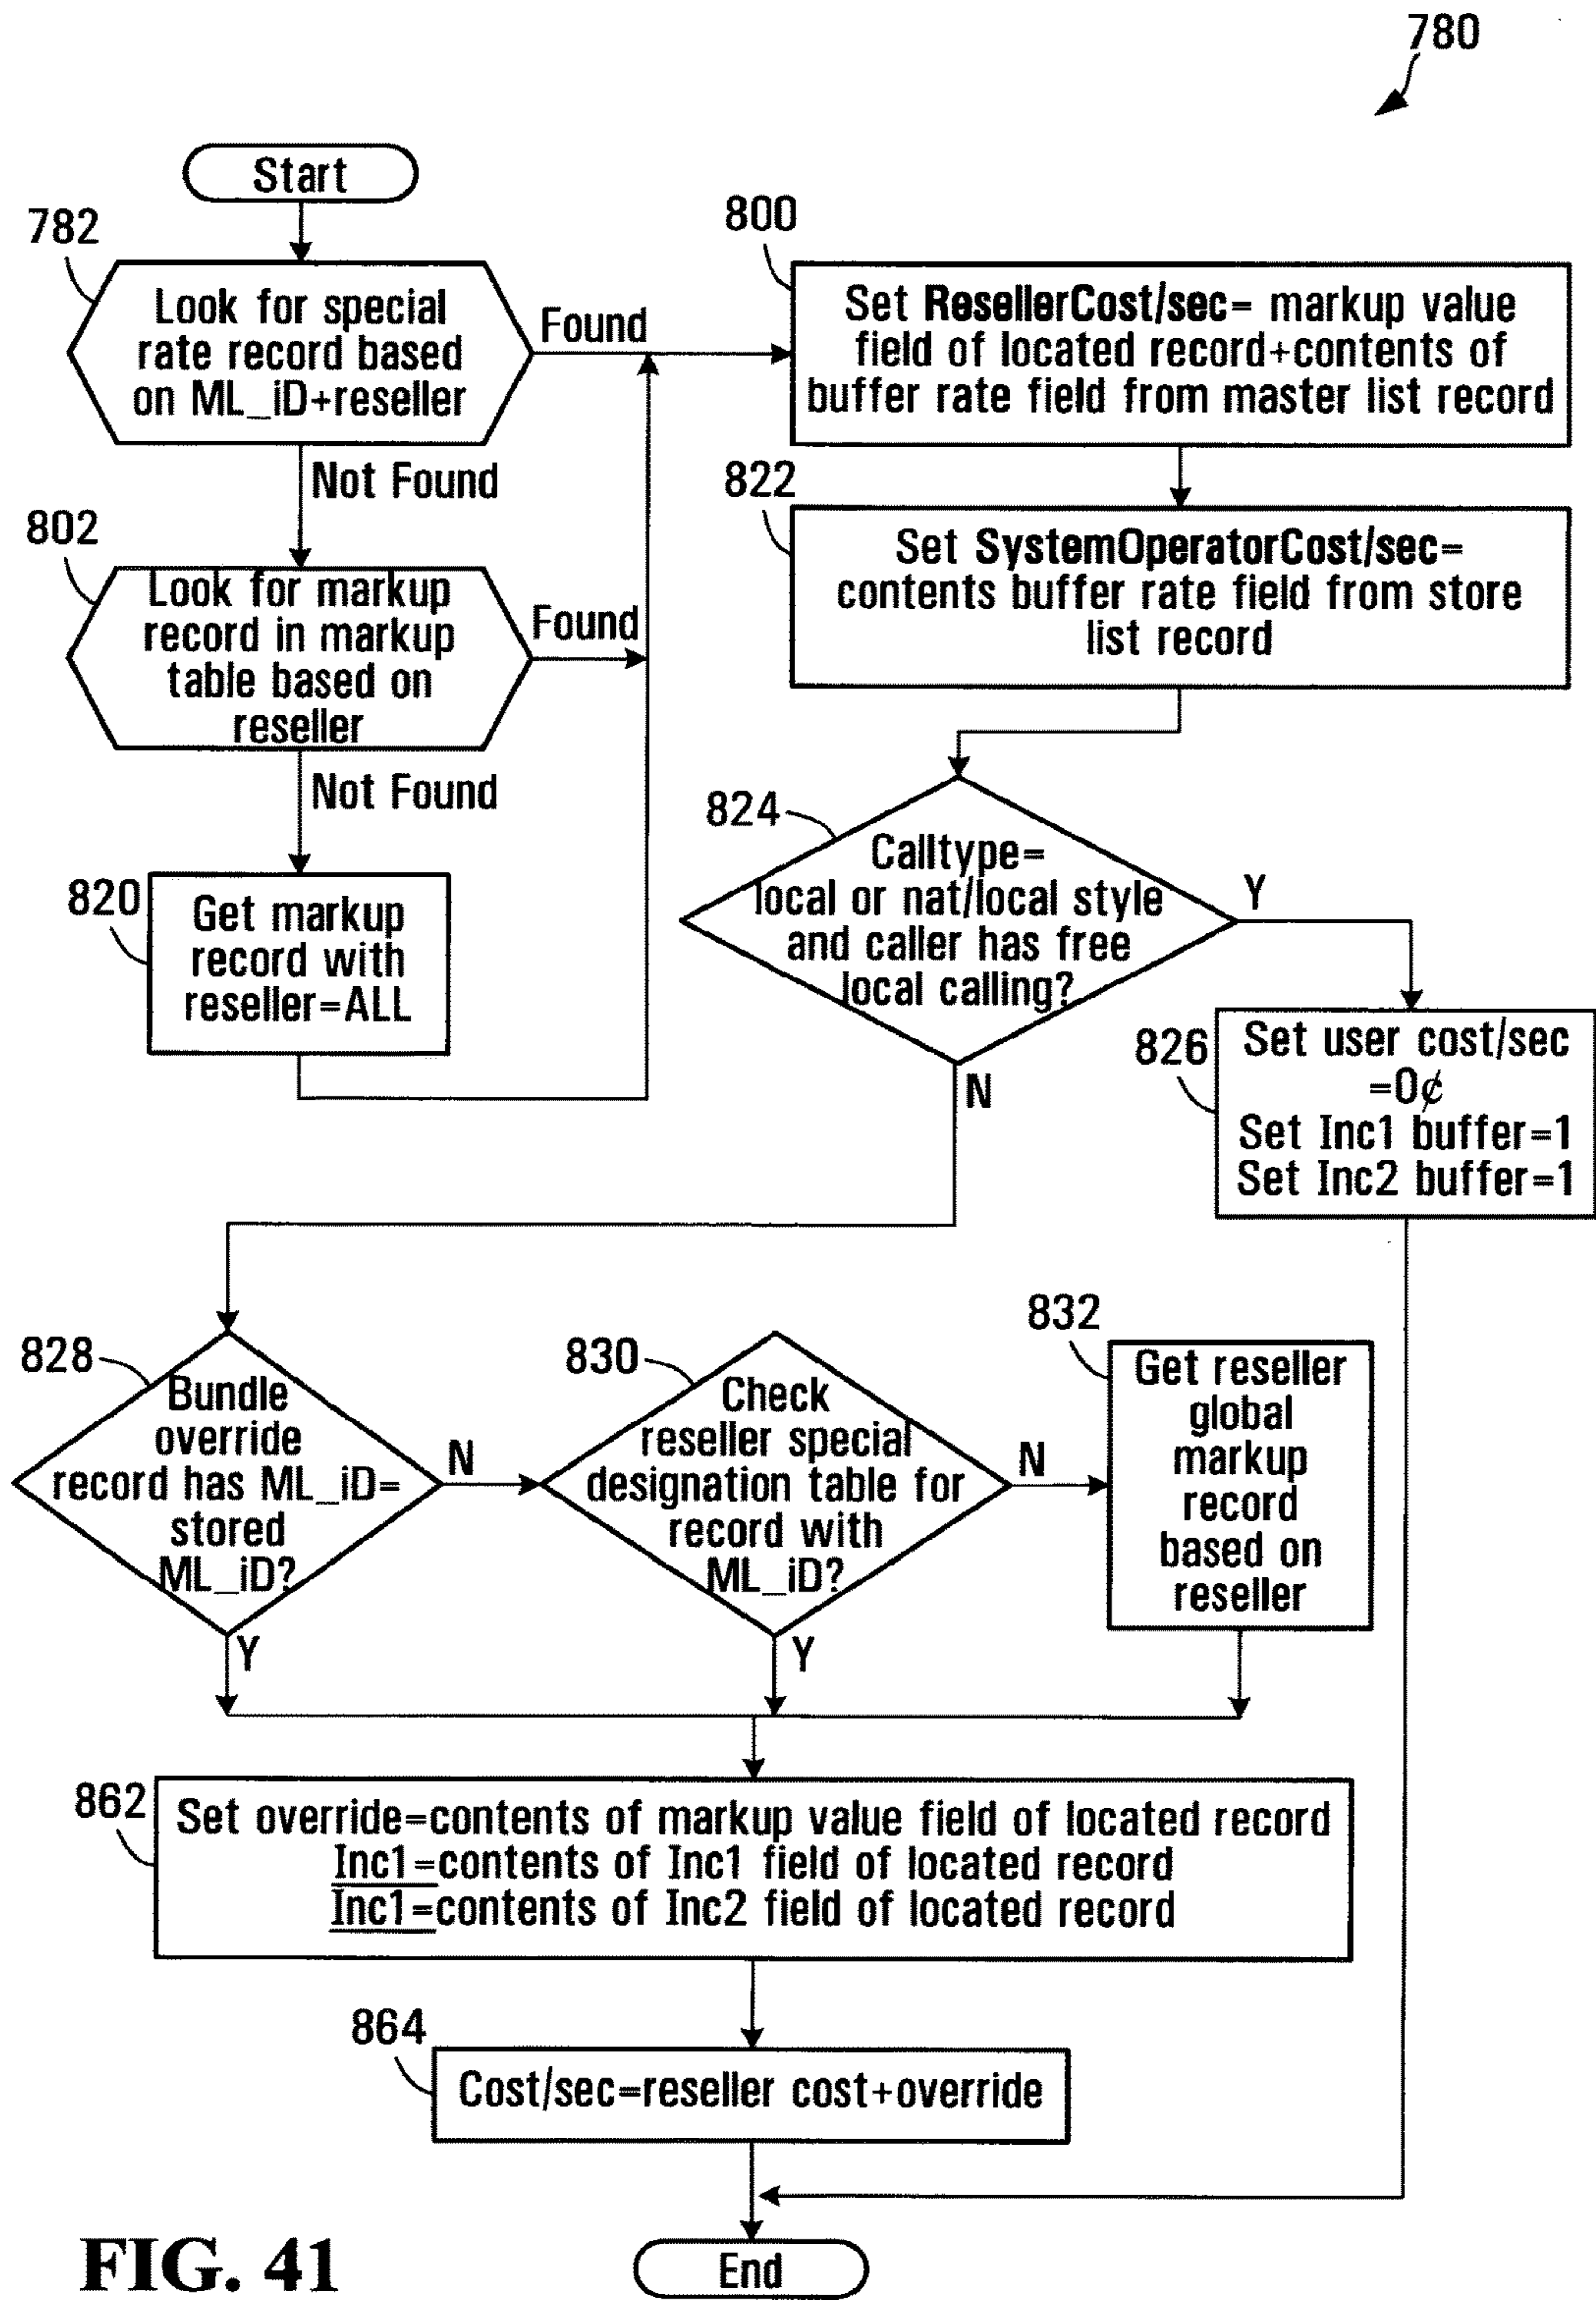 780
Start
782
Look for special
rate record based
on ML_iD+reseller
Found
Not Found
802
Look for markup
record in markup
table based on
reseller
Found
Not Found
820
Get markup
record with
reseller=ALL
800
Set ResellerCost/sec= markup value
field of located record+contents of
buffer rate field from master list record
822
Set SystemOperatorCost/sec=
contents buffer rate field from store
list record
824
Calltype=
local or nat/local style
and caller has free
local calling?
Y
N
826
Set user cost/sec
=0¢
Set Inc1 buffer=1
Set Inc2 buffer=1
828
Bundle
override
record has ML_iD=
stored
ML_iD?
N
Y
830
Check
reseller special
designation table for
record with
ML_iD?
N
Y
832
Get reseller
global
markup
record
based on
reseller
862
Set override=contents of markup value field of located record
Inc1=contents of Inc1 field of located record
Inc1=contents of Inc2 field of located record
864
Cost/sec=reseller cost+override
End
FIG. 41